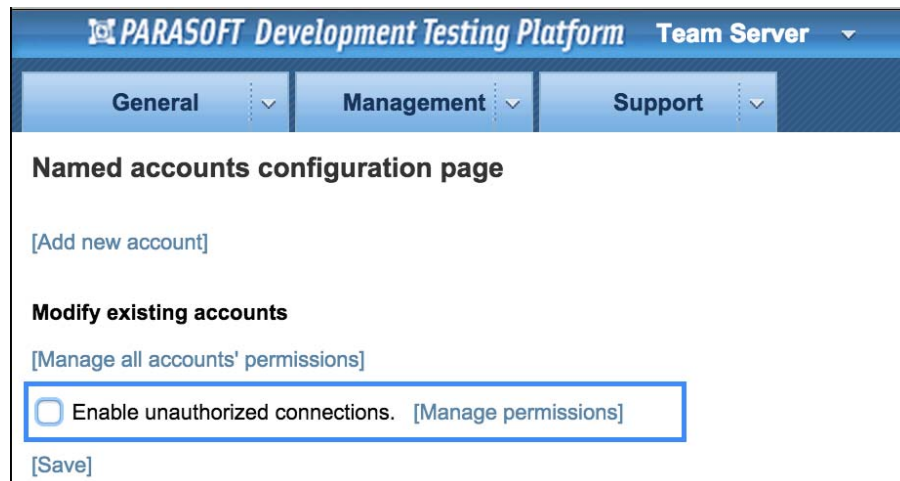 PARASOFT Development Testing Platform Team Server
General Management Support
Named accounts configuration page
[Add new account]
Modify existing accounts
[Manage all accounts' permissions]
Enable unauthorized connections. [Manage permissions]
[Save]